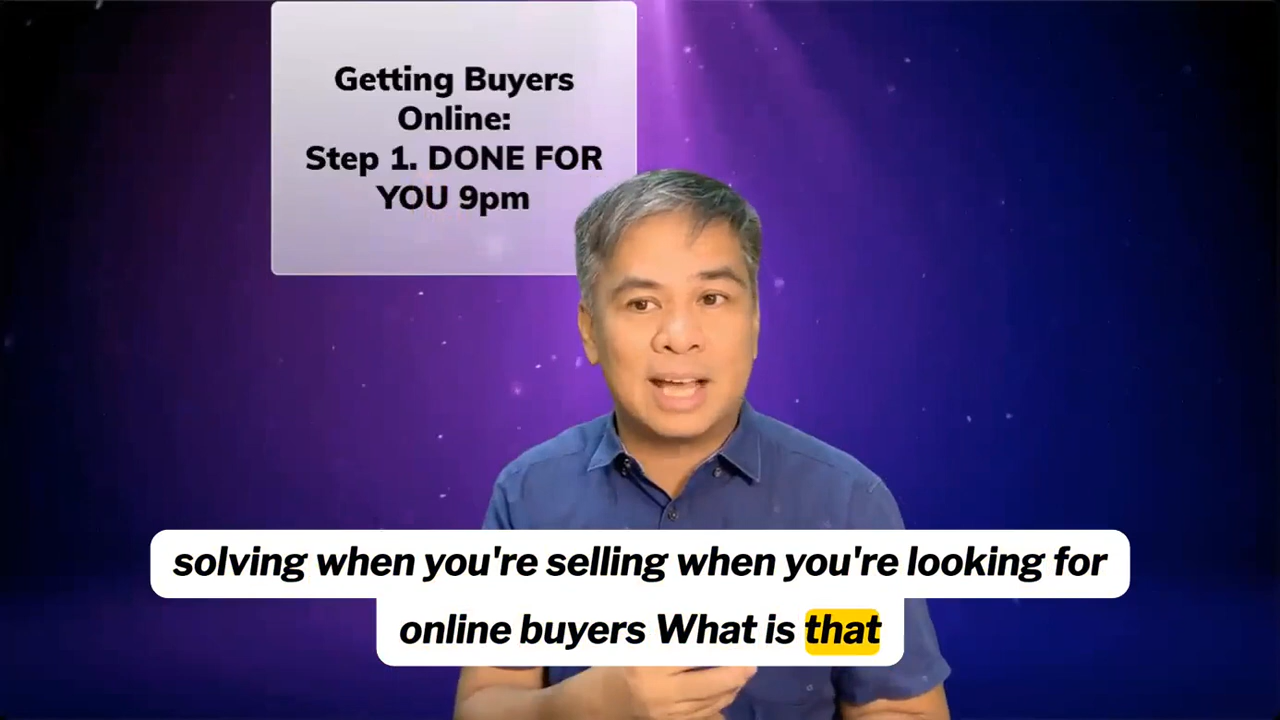 Getting Buyers
Online:
Step 1. DONE FOR
YOU 9pm
solving when you're selling when you're looking for
online buyers What is that